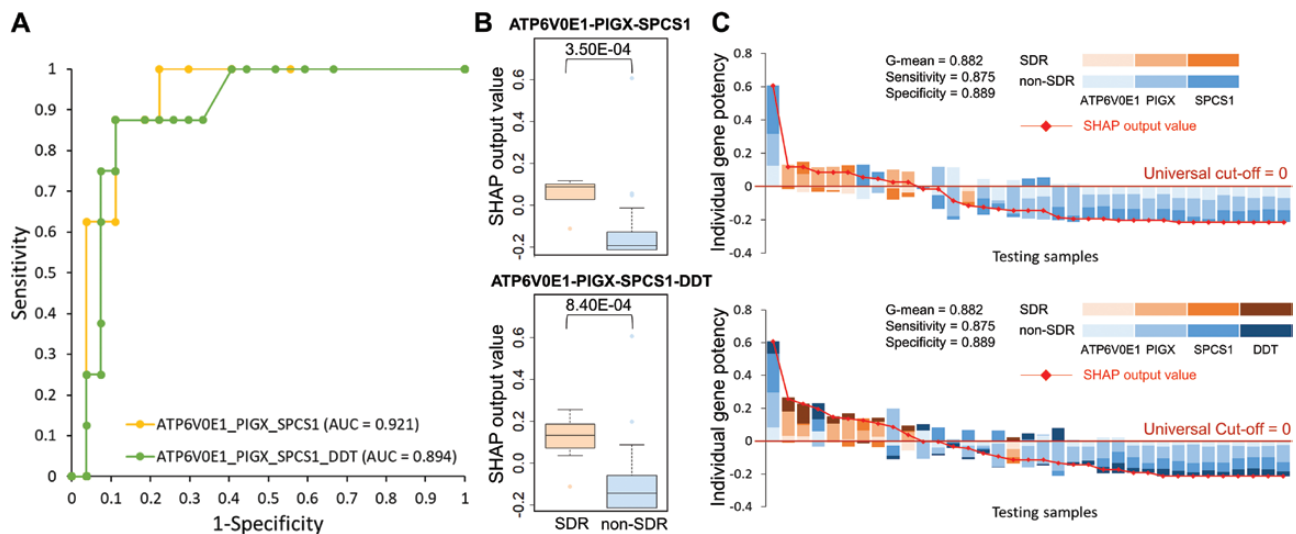 A
1
0.9
0.8
0.7
0.6
0.5
0.4
0.3
0.2
0.1
0
Sensitivity
ATP6V0E1_PIGX_SPCS1 (AUC = 0.921)
ATP6V0E1_PIGX_SPCS1_DDT (AUC = 0.894)
0 0.1 0.2 0.3 0.4 0.5 0.6 0.7 0.8 0.9 1
1-Specificity
B
ATP6V0E1-PIGX-SPCS1
3.50E-04
0.6
0.4
0.2
0.0
-0.2
SHAP output value
ATP6V0E1-PIGX-SPCS1-DDT
8.40E-04
0.6
0.4
0.2
0.0
-0.2
SHAP output value
SDR non-SDR
C
0.8
0.6
0.4
0.2
0
-0.2
-0.4
Individual gene potency
G-mean = 0.882
Sensitivity = 0.875
Specificity = 0.889
SDR
non-SDR
ATP6V0E1 PIGX SPCS1
SHAP output value
Universal cut-off = 0
Testing samples
0.8
0.6
0.4
0.2
0
-0.2
-0.4
Individual gene potency
G-mean = 0.882
Sensitivity = 0.875
Specificity = 0.889
SDR
non-SDR
ATP6V0E1 PIGX SPCS1 DDT
SHAP output value
Universal Cut-off = 0
Testing samples